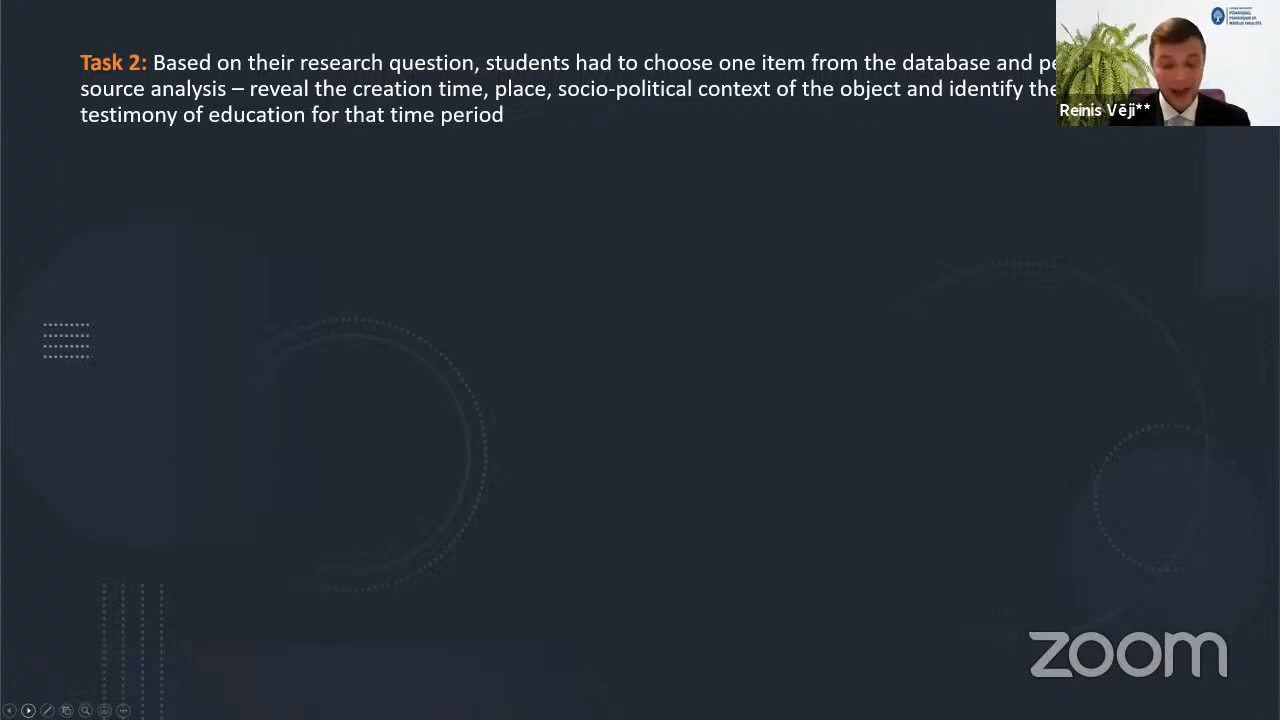 Task 2: Based on their research question, students had to choose one item from the database and pe
source analysis – reveal the creation time, place, socio-political context of the object and identify the
testimony of education for that time period
Reinis Vēji**
zoom